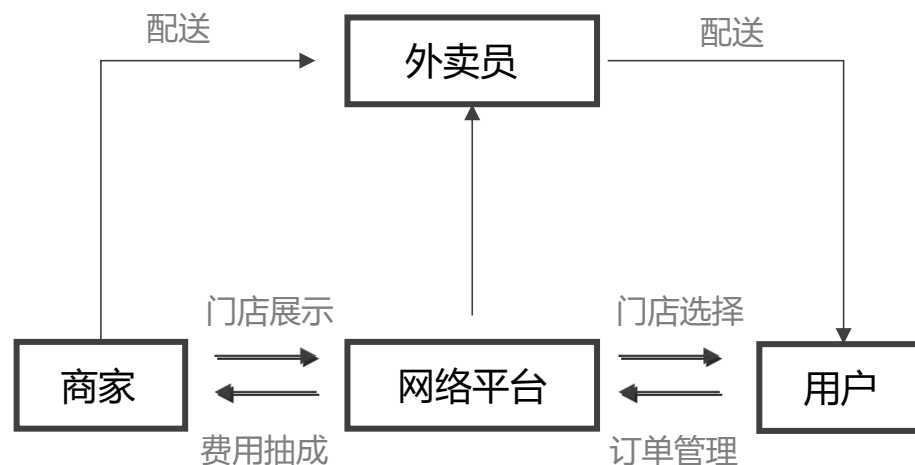 配送
外卖员
配送
门店展示
门店选择
商家
网络平台
用户
费用抽成
订单管理